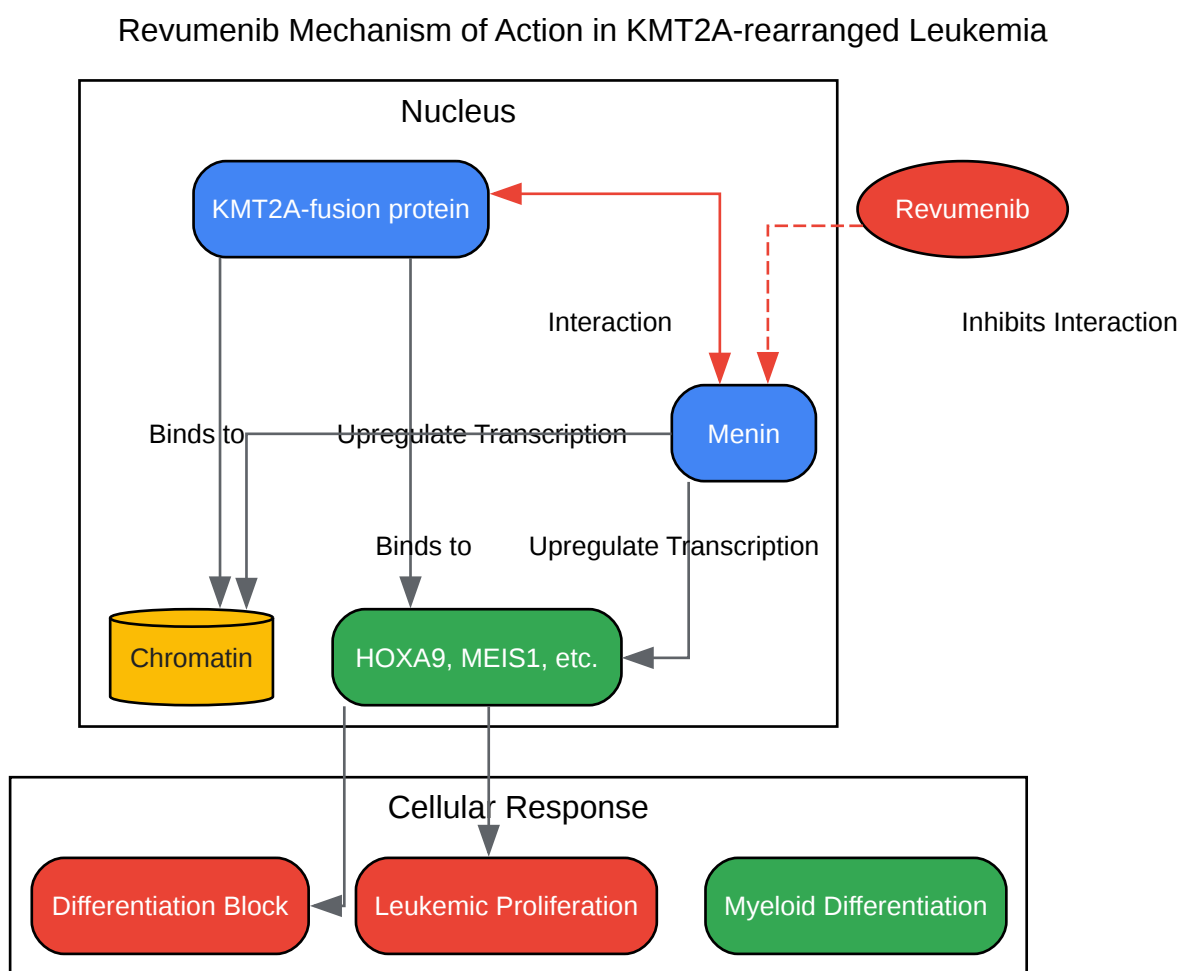 Revumenib Mechanism of Action in KMT2A-rearranged Leukemia
Nucleus
KMT2A-fusion protein
Revumenib
Interaction
Inhibits Interaction
Binds to
Upregulate Transcription
Menin
Binds to
Upregulate Transcription
Chromatin
HOXA9, MEIS1, etc.
Cellular Response
Differentiation Block
Leukemic Proliferation
Myeloid Differentiation